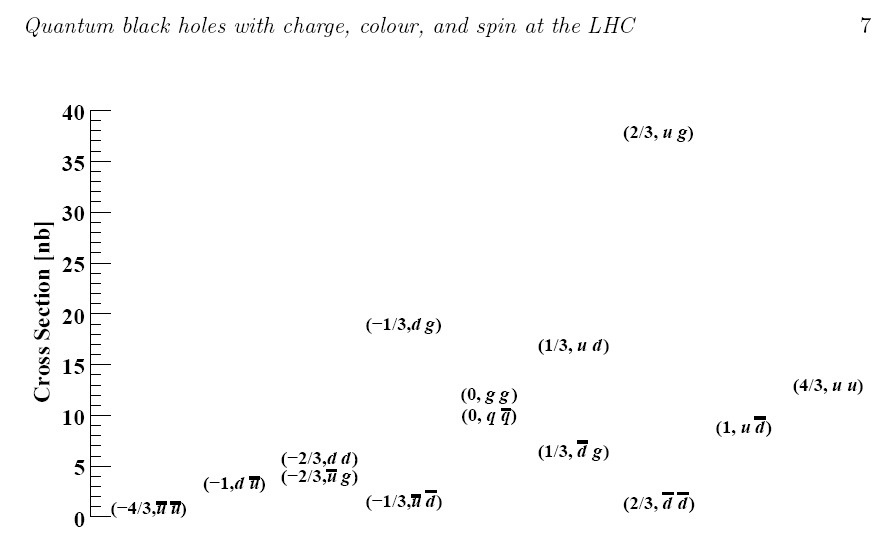 Quantum black holes with charge, colour, and spin at the LHC 7
40
(2/3, u g)
35
30
25
Cross Section [nb]
20
(−1/3,d g)
(1/3, u d)
15
(4/3, u u)
(0, g g)
10
(0, q q̅)
(1, u d̅)
(1/3, d̅ g)
(−2/3,d d)
5
(−2/3,u̅ g)
(−1,d u̅)
(−1/3,u̅ d̅)
(2/3, d̅ d̅)
(−4/3,u̅ u̅)
0